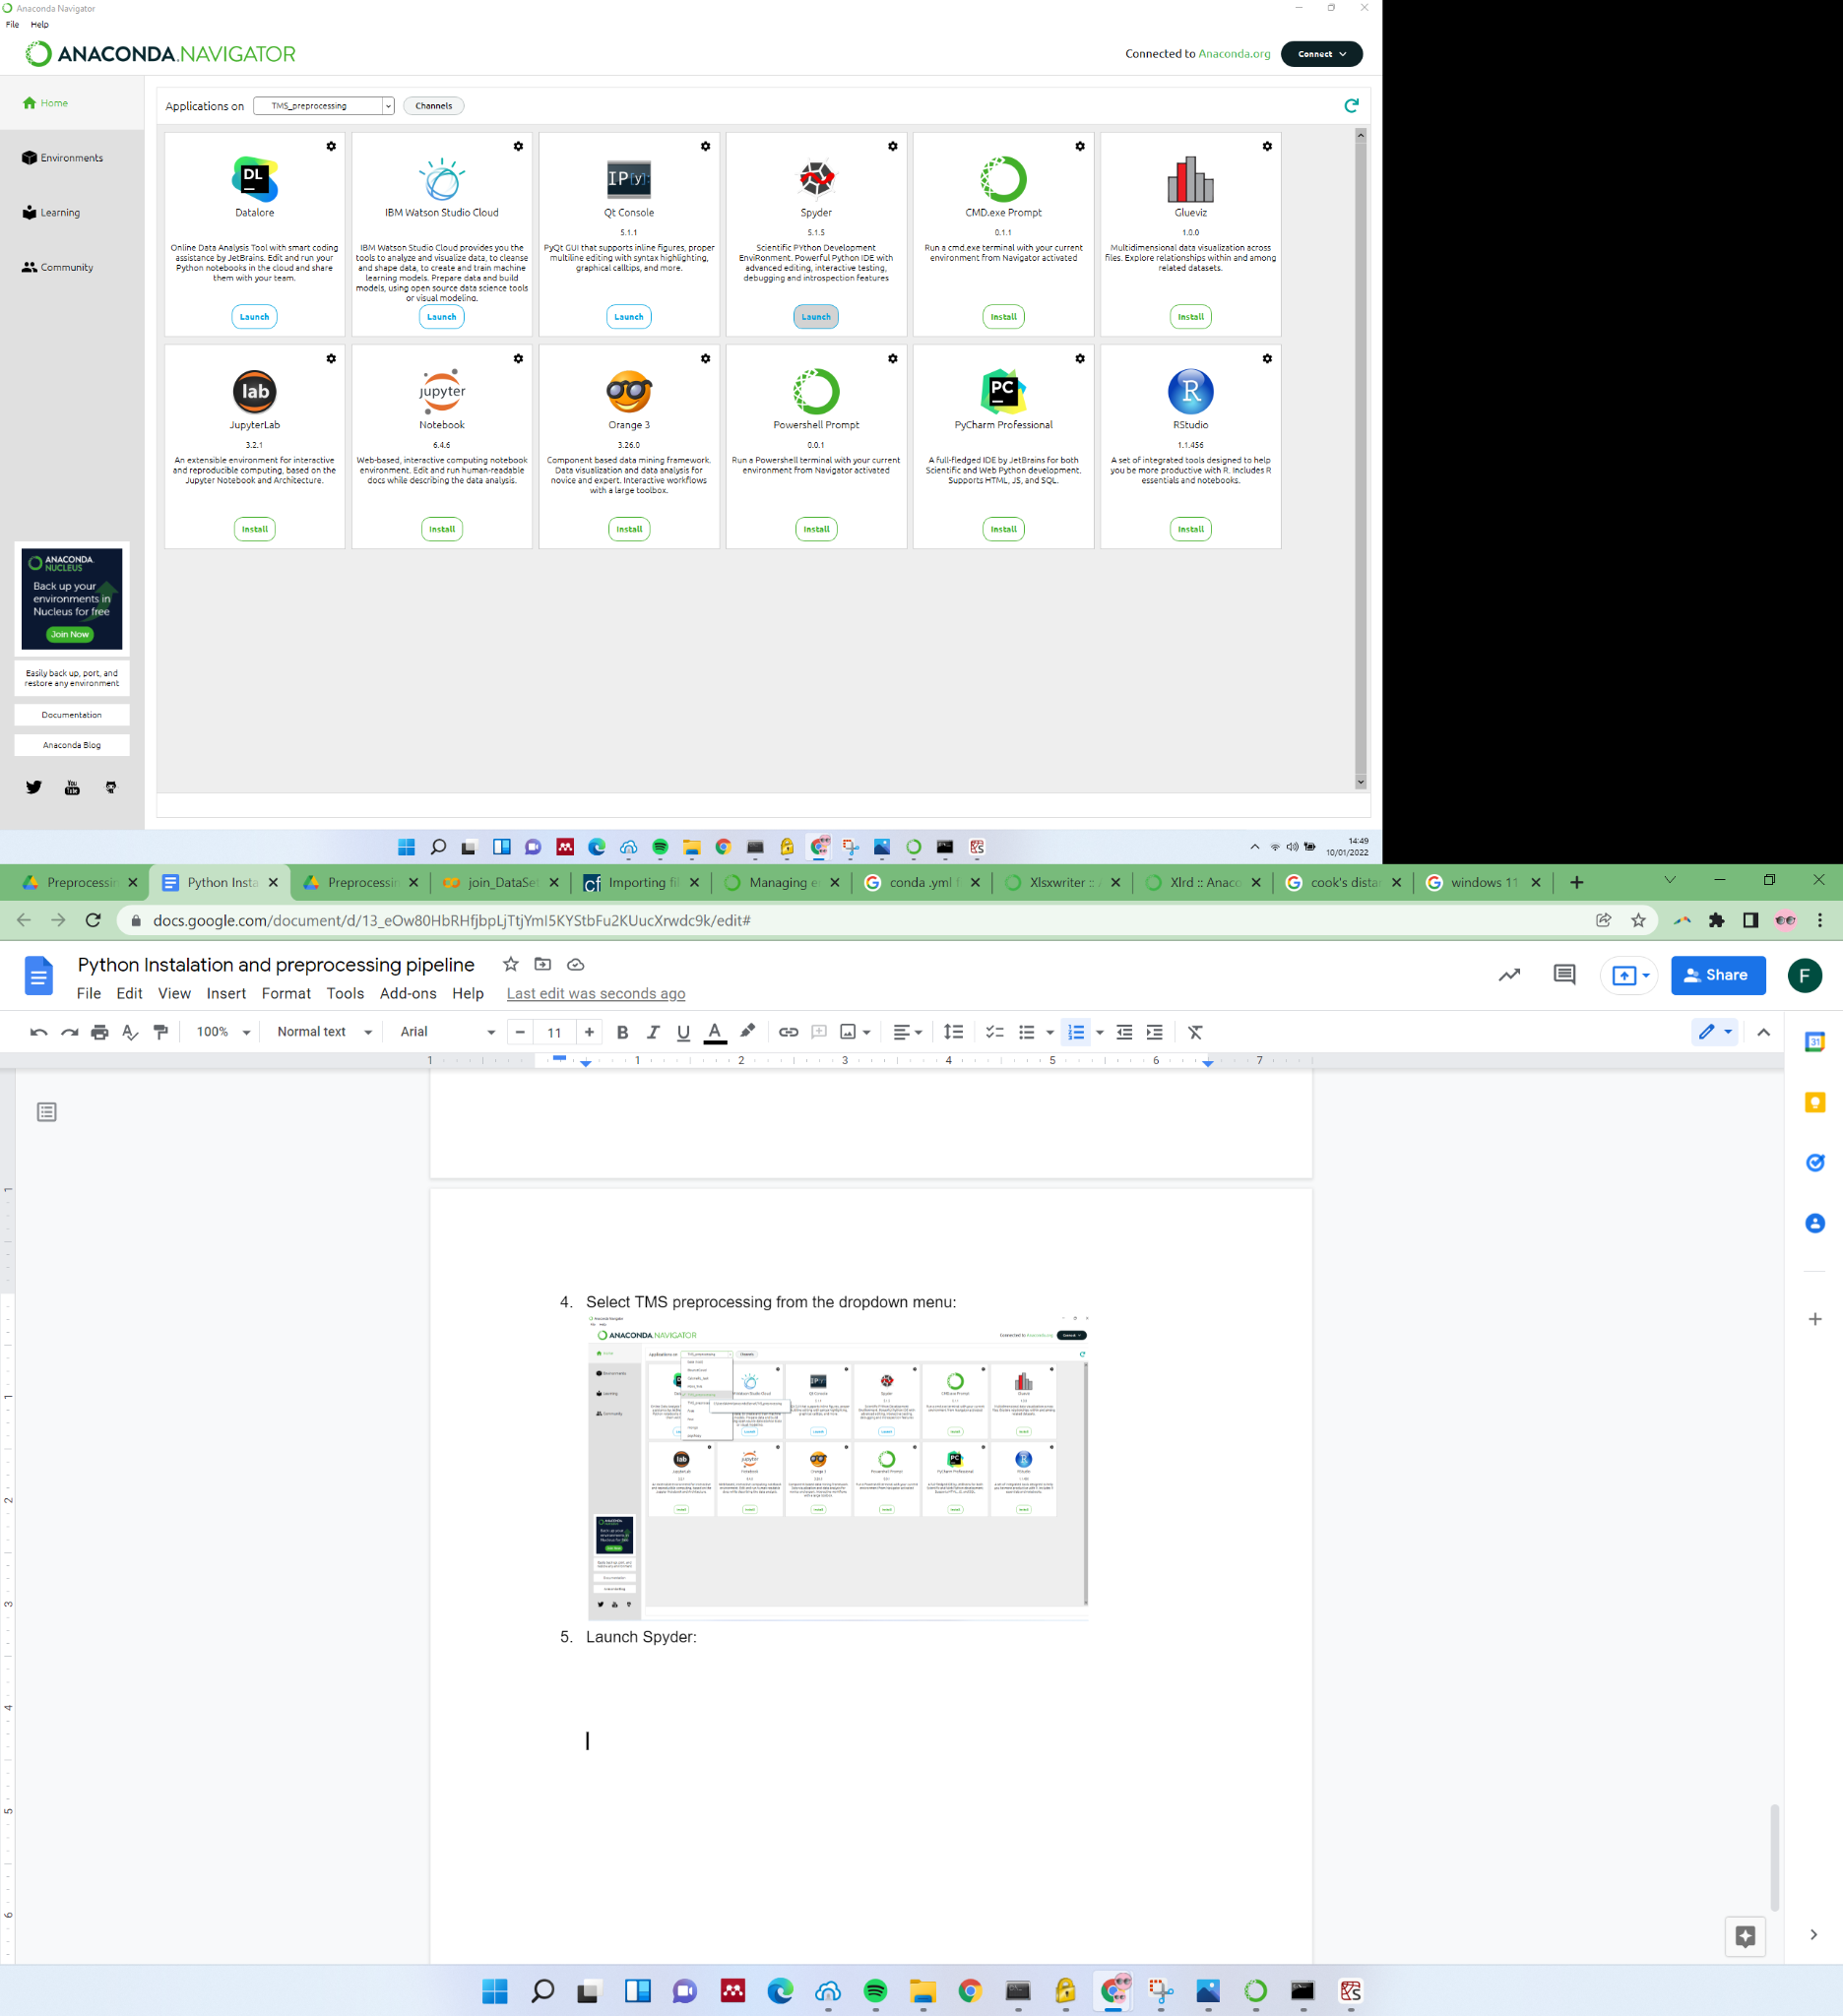 Anaconda Navigator
File Help
ANACONDA.NAVIGATOR
Connected to Anaconda.org Connect
Home
Environments
Learning
Community
Applications on TMS_preprocessing Channels
Datalore
Online Data Analysis Tool with smart coding
assistance by JetBrains. Edit and run your
Python notebooks in the cloud and share
them with your team.
Launch
IBM Watson Studio Cloud
IBM Watson Studio Cloud provides you the
tools to analyze and visualize data, to cleanse
and shape data, to create and train machine
learning models. Prepare data and build
models, using open source data science tools
or visual modeling.
Launch
IP[y]:
Qt Console
5.1.1
PyQt GUI that supports inline figures, proper
multiline editing with syntax highlighting,
graphical calltips, and more.
Launch
Spyder
5.1.5
Scientific PYthon Development
EnviRonment. Powerful Python IDE with
advanced editing, interactive testing,
debugging and introspection features
Launch
CMD.exe Prompt
0.1.1
Run a cmd.exe terminal with your current
environment from Navigator activated
Install
Glueviz
1.0.0
Multidimensional data visualization across
files. Explore relationships within and among
related datasets.
Install
lab
JupyterLab
3.2.1
An extensible environment for interactive
and reproducible computing, based on the
Jupyter Notebook and Architecture.
Install
jupyter
Notebook
6.4.6
Web-based, interactive computing notebook
environment. Edit and run human-readable
docs while describing the data analysis.
Install
Orange 3
3.26.0
Component based data mining framework.
Data visualization and data analysis for
novice and expert. Interactive workflows
with a large toolbox.
Install
Powershell Prompt
0.0.1
Run a Powershell terminal with your current
environment from Navigator activated
Install
PC
PyCharm Professional
A full-fledged IDE by JetBrains for both
Scientific and Web Python development.
Supports HTML, JS, and SQL.
Install
R
RStudio
1.1.456
A set of integrated tools designed to help
you be more productive with R. Includes R
essentials and notebooks.
Install
ANACONDA.
NUCLEUS
Back up your
environments in
Nucleus for free
Join Now
Easily back up, port, and
restore any environment
Documentation
Anaconda Blog
14:49
10/01/2022
Preprocessin Python Insta Preprocessin join_DataSet Importing fil Managing e conda .yml f Xlsxwriter :: A Xlrd :: Anaco cook's distan windows 11
docs.google.com/document/d/13_eOw80HbRHfjbpLjTtjYmI5KYStbFu2KUucXrwdc9k/edit#
Python Instalation and preprocessing pipeline
File Edit View Insert Format Tools Add-ons Help Last edit was seconds ago
Share
F
100% Normal text Arial 11
1 1 2 3 4 5 6 7
4. Select TMS preprocessing from the dropdown menu:
ANACONDA.NAVIGATOR
5. Launch Spyder: